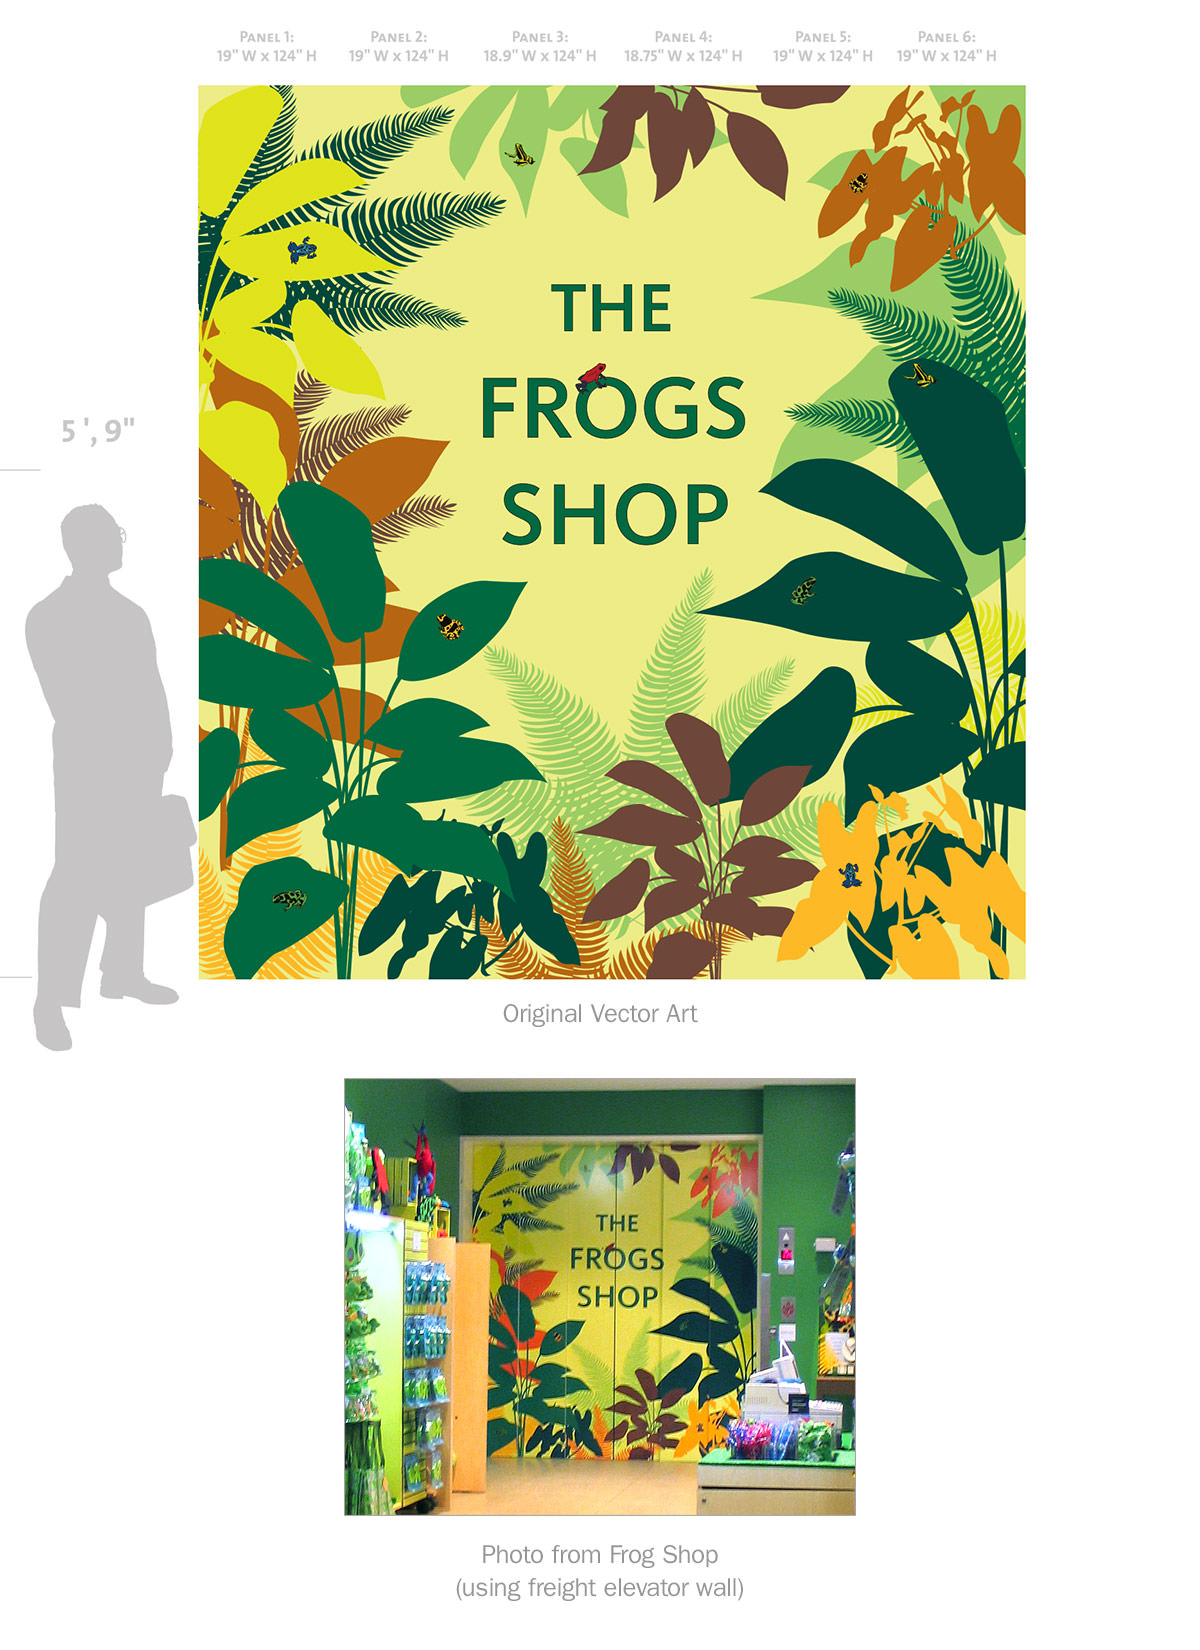 Panel 1:
19" W x 124" H
Panel 2:
19" W x 124" H
Panel 3:
18.9" W x 124" H
Panel 4:
18.75" W x 124" H
Panel 5:
19" W x 124" H
Panel 6:
19" W x 124" H
5', 9"
THE
FROGS
SHOP
Original Vector Art
THE
FROGS
SHOP
Photo from Frog Shop
(using freight elevator wall)